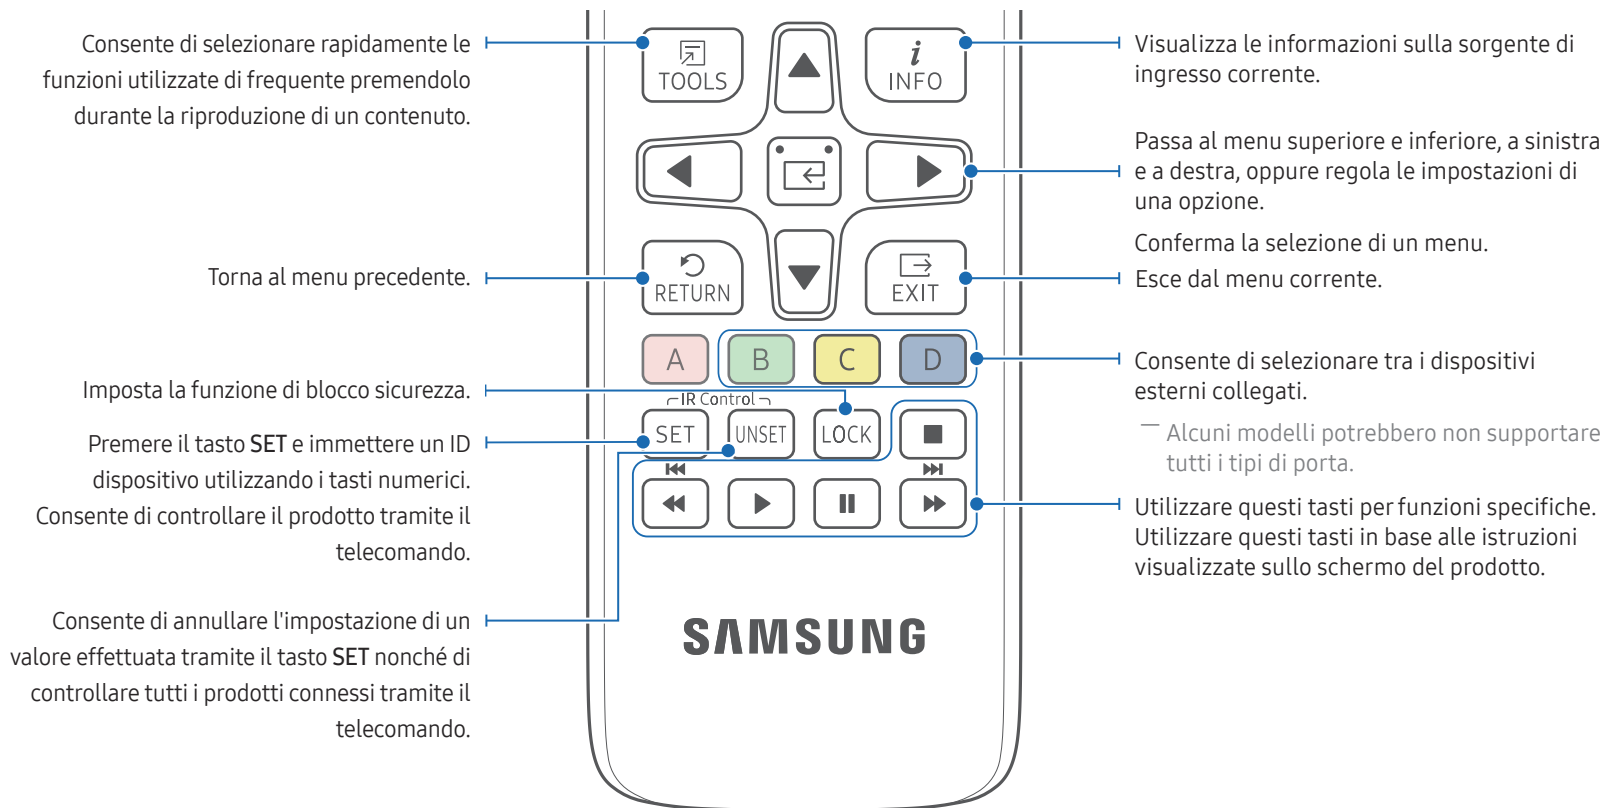 Consente di selezionare rapidamente le
funzioni utilizzate di frequente premendolo
durante la riproduzione di un contenuto.
TOOLS
i
INFO
Visualizza le informazioni sulla sorgente di
ingresso corrente.
Passa al menu superiore e inferiore, a sinistra
e a destra, oppure regola le impostazioni di
una opzione.
Conferma la selezione di un menu.
Torna al menu precedente.
RETURN
EXIT
Esce dal menu corrente.
A
B
C
D
Consente di selezionare tra i dispositivi
esterni collegati.
― Alcuni modelli potrebbero non supportare
tutti i tipi di porta.
Imposta la funzione di blocco sicurezza.
IR Control
SET
UNSET
LOCK
Premere il tasto SET e immettere un ID
dispositivo utilizzando i tasti numerici.
Consente di controllare il prodotto tramite il
telecomando.
Utilizzare questi tasti per funzioni specifiche.
Utilizzare questi tasti in base alle istruzioni
visualizzate sullo schermo del prodotto.
Consente di annullare l'impostazione di un
valore effettuata tramite il tasto SET nonché di
controllare tutti i prodotti connessi tramite il
telecomando.
SAMSUNG